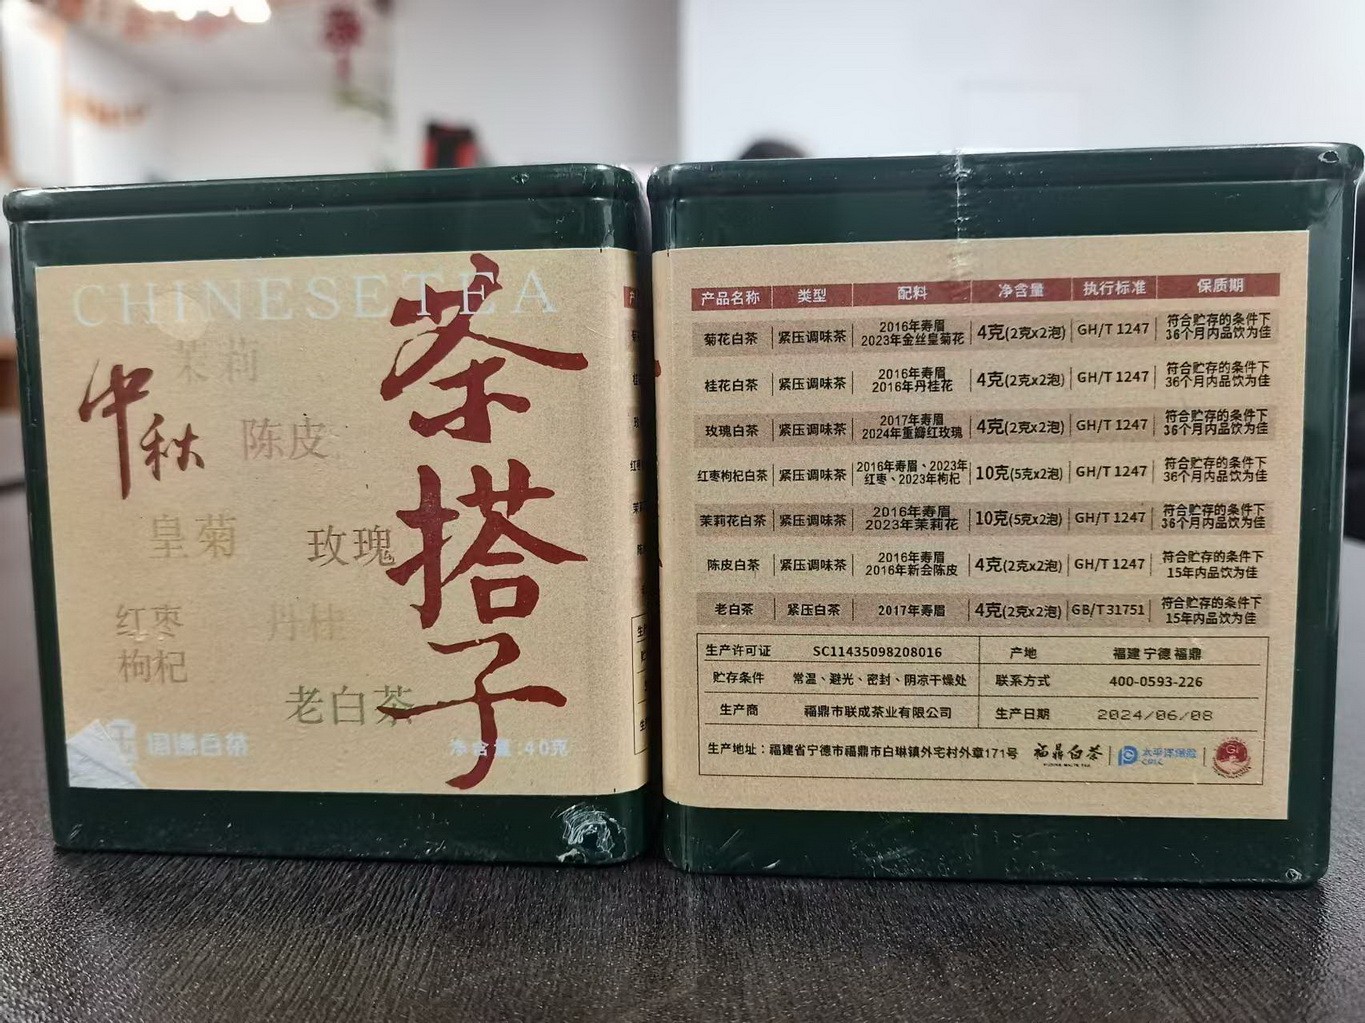 CHINESETEA
茶搭子
中秋
茉莉
陈皮
皇菊
玫瑰
红枣
枸杞
丹桂
老白茶
净含量:40克
产品名称 类型 配料 净含量 执行标准 保质期
菊花白茶 紧压调味茶 2016年寿眉 2023年金丝皇菊花 4克(2克x2泡) GH/T 1247 符合贮存的条件下 36个月内品饮为佳
桂花白茶 紧压调味茶 2016年寿眉 2016年丹桂花 4克(2克x2泡) GH/T 1247 符合贮存的条件下 36个月内品饮为佳
玫瑰白茶 紧压调味茶 2017年寿眉 2024年重瓣红玫瑰 4克(2克x2泡) GH/T 1247 符合贮存的条件下 36个月内品饮为佳
红枣枸杞白茶 紧压调味茶 2016年寿眉、2023年红枣、2023年枸杞 10克(5克x2泡) GH/T 1247 符合贮存的条件下 36个月内品饮为佳
茉莉花白茶 紧压调味茶 2016年寿眉 2023年茉莉花 10克(5克x2泡) GH/T 1247 符合贮存的条件下 36个月内品饮为佳
陈皮白茶 紧压调味茶 2016年寿眉 2016年新会陈皮 4克(2克x2泡) GH/T 1247 符合贮存的条件下 15年内品饮为佳
老白茶 紧压白茶 2017年寿眉 4克(2克x2泡) GB/T31751 符合贮存的条件下 15年内品饮为佳
生产许可证 SC11435098208016 产地 福建 宁德 福鼎
贮存条件 常温、避光、密封、阴凉干燥处 联系方式 400-0593-226
生产商 福鼎市联成茶业有限公司 生产日期 2024/06/08
生产地址：福建省宁德市福鼎市白琳镇外宅村外章171号 福鼎白茶 太平洋保险 CPIC GI